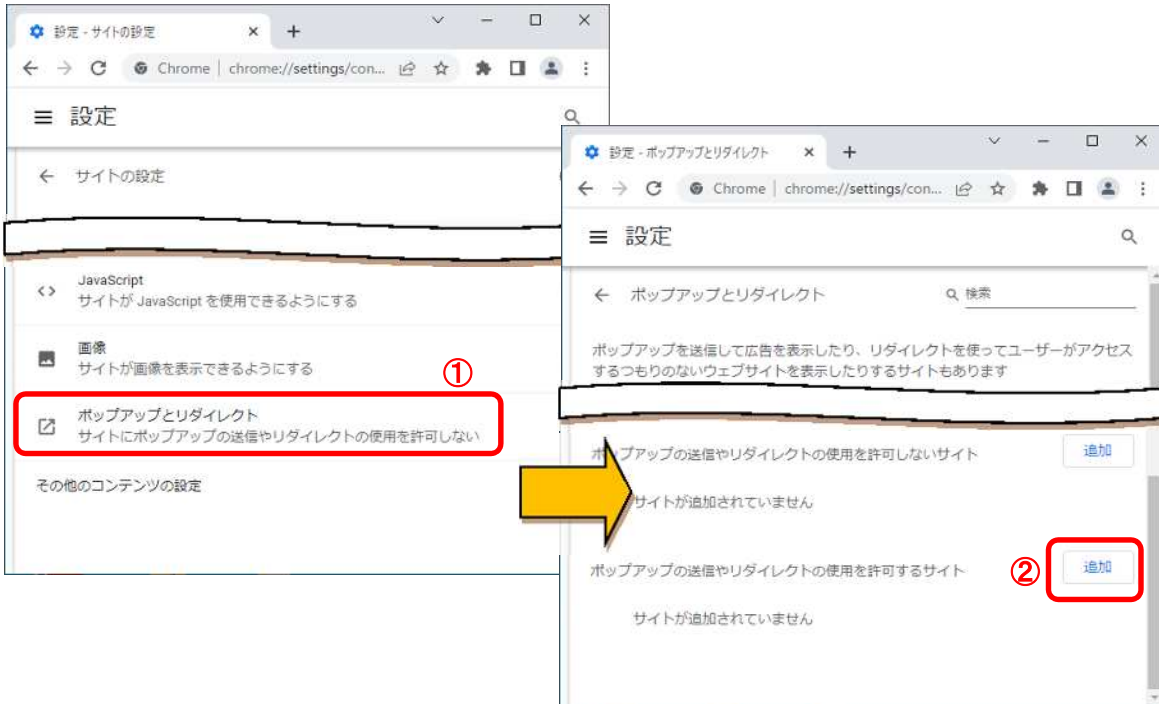 設定 - サイトの設定
Chrome | chrome://settings/con...
設定
サイトの設定
JavaScript
サイトが JavaScript を使用できるようにする
画像
サイトが画像を表示できるようにする
①
ポップアップとリダイレクト
サイトにポップアップの送信やリダイレクトの使用を許可しない
その他のコンテンツの設定
設定 - ポップアップとリダイレクト
Chrome | chrome://settings/con...
設定
ポップアップとリダイレクト 検索
ポップアップを送信して広告を表示したり、リダイレクトを使ってユーザーがアクセス
するつもりのないウェブサイトを表示したりするサイトもあります
ポップアップの送信やリダイレクトの使用を許可しないサイト 追加
サイトが追加されていません
ポップアップの送信やリダイレクトの使用を許可するサイト ② 追加
サイトが追加されていません